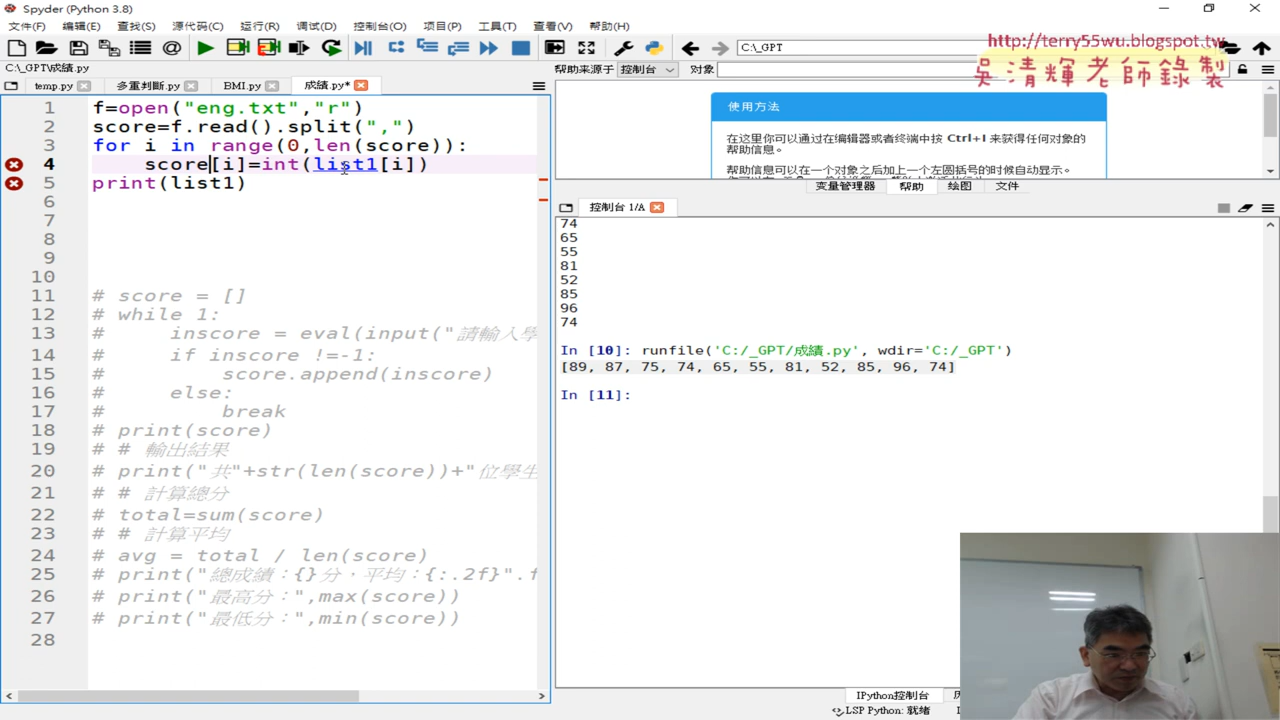 Spyder (Python 3.8)
文件(F) 编辑(E) 查找(S) 源代码(C) 运行(R) 调试(D) 控制台(O) 项目(P) 工具(T) 查看(V) 帮助(H)
C:\_GPT
http://terry55wu.blogspot.tw
吳清輝老師錄製
C:\_GPT\成績.py
temp.py 多重判斷.py BMI.py 成績.py*
1 f=open("eng.txt","r")
2 score=f.read().split(",")
3 for i in range(0,len(score)):
4 score[i]=int(list1[i])
5 print(list1)
6
7
8
9
10
11 # score = []
12 # while 1:
13 # inscore = eval(input("請輸入學
14 # if inscore !=-1:
15 # score.append(inscore)
16 # else:
17 # break
18 # print(score)
19 # # 輸出結果
20 # print("共"+str(len(score))+"位學生
21 # # 計算總分
22 # total=sum(score)
23 # # 計算平均
24 # avg = total / len(score)
25 # print("總成績:{}分,平均:{:.2f}".f
26 # print("最高分:",max(score))
27 # print("最低分:",min(score))
28
帮助来源于 控制台 对象
使用方法
在这里你可以通过在编辑器或者终端中按 Ctrl+I 来获得任何对象的
帮助信息。
帮助信息可以在一个对象之后加上一个左圆括号的时候自动显示。
变量管理器 帮助 绘图 文件
控制台 1/A
74
65
55
81
52
85
96
74
In [10]: runfile('C:/_GPT/成績.py', wdir='C:/_GPT')
[89, 87, 75, 74, 65, 55, 81, 52, 85, 96, 74]
In [11]:
IPython控制台
LSP Python: 就绪